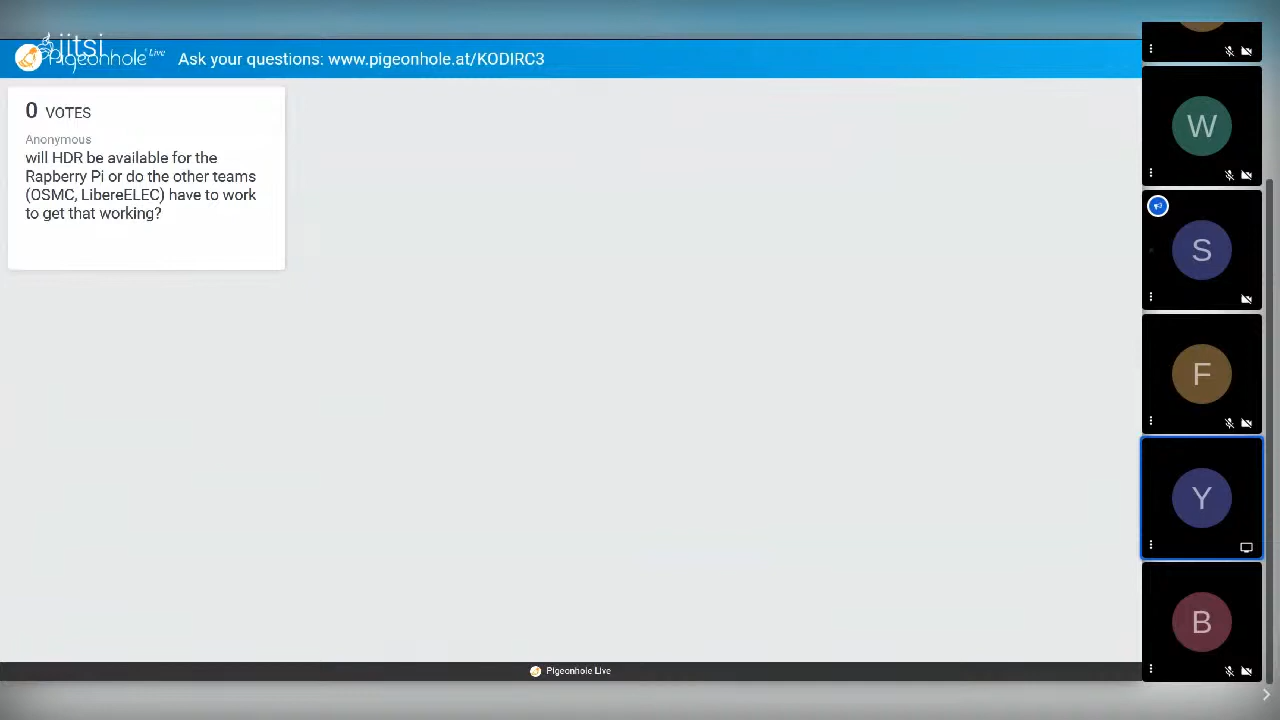 jitsi
Pigeonhole Live
Ask your questions: www.pigeonhole.at/KODIRC3
0 VOTES
Anonymous
will HDR be available for the
Rapberry Pi or do the other teams
(OSMC, LibereELEC) have to work
to get that working?
W
S
F
Y
B
Pigeonhole Live